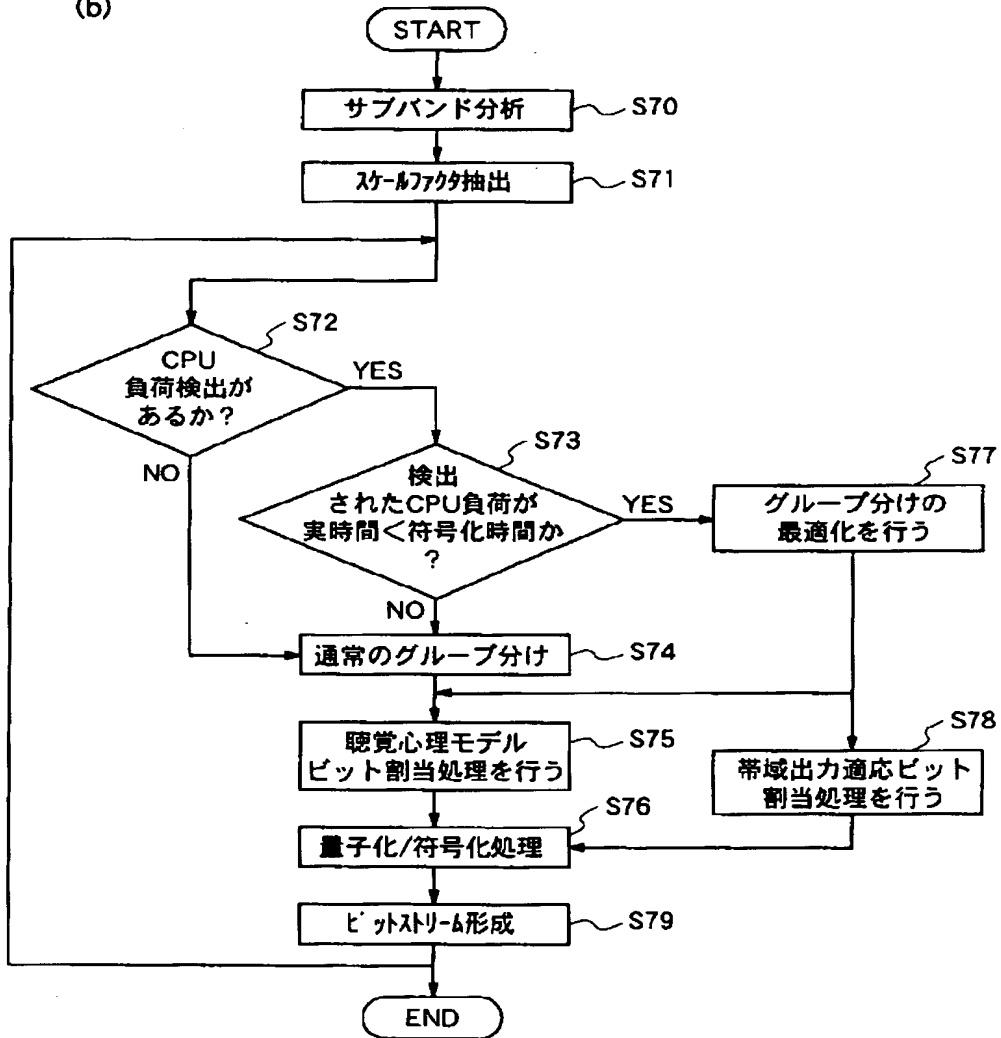 (b)
START
サブバンド分析
S70
スケールファクタ抽出
S71
S72
CPU
負荷検出が
あるか?
YES
NO
S73
検出
されたCPU負荷が
実時間<符号化時間か
?
YES
NO
S77
グループ分けの
最適化を行う
通常のグループ分け
S74
聴覚心理モデル
ビット割当処理を行う
S75
S78
帯域出力適応ビット
割当処理を行う
S76
量子化/符号化処理
ビットストリーム形成
S79
END